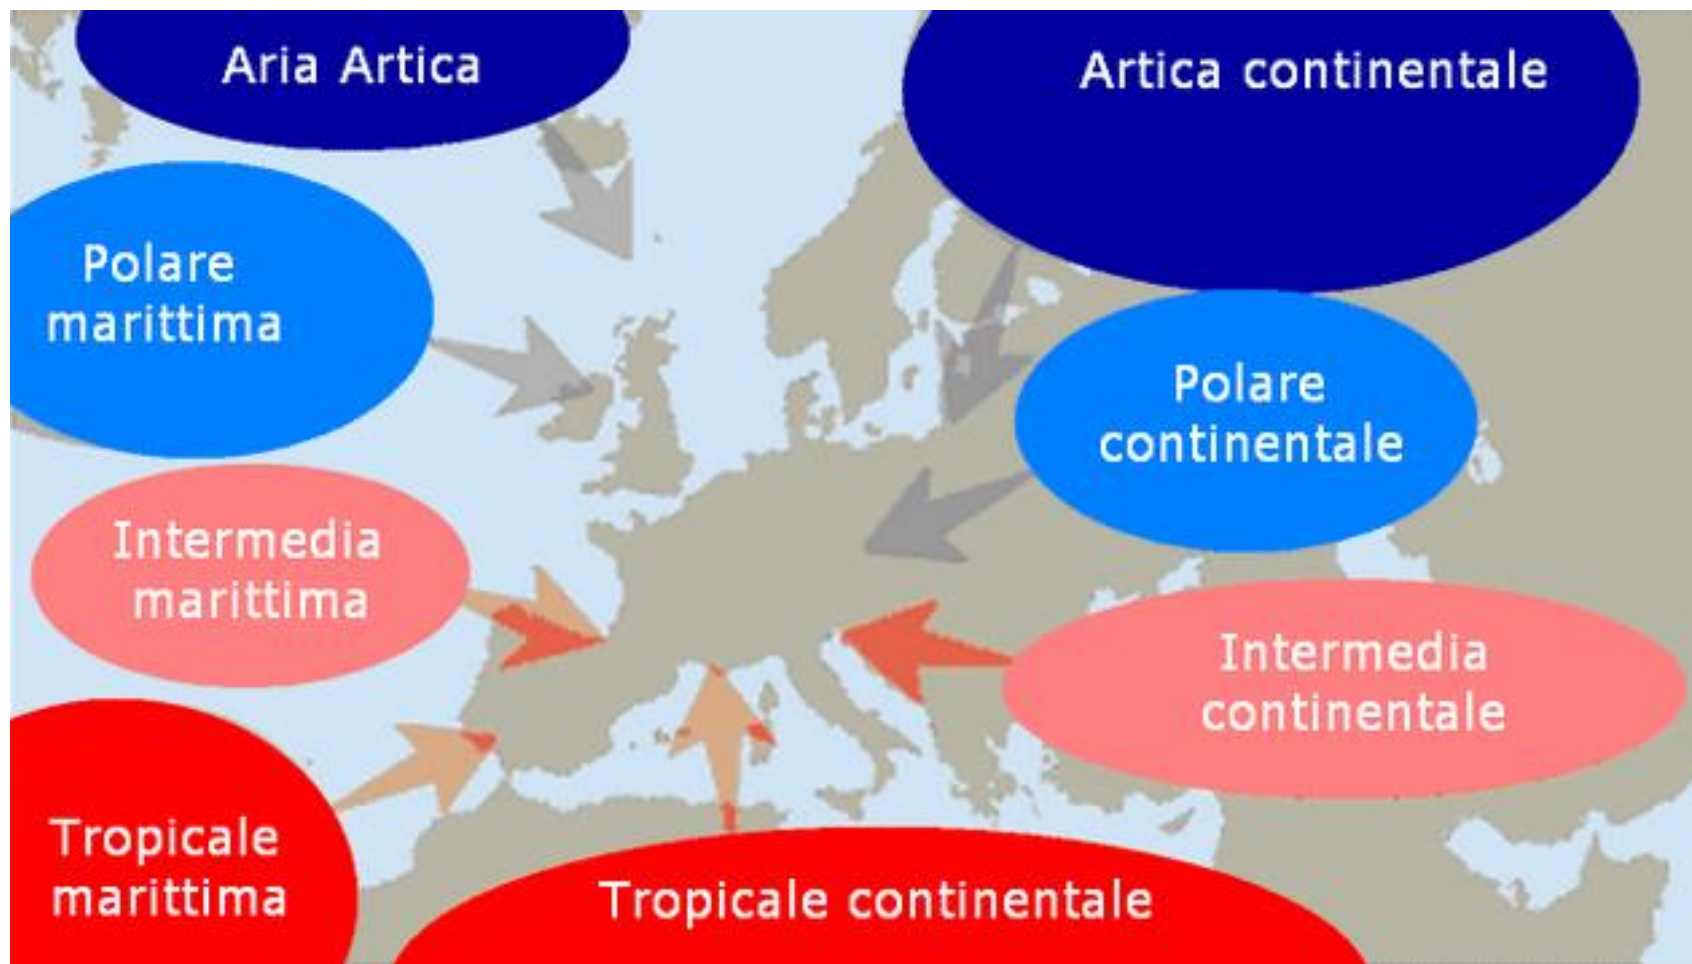 Aria Artica
Artica continentale
Polare
marittima
Polare
continentale
Intermedia
marittima
Intermedia
continentale
Tropicale
marittima
Tropicale continentale